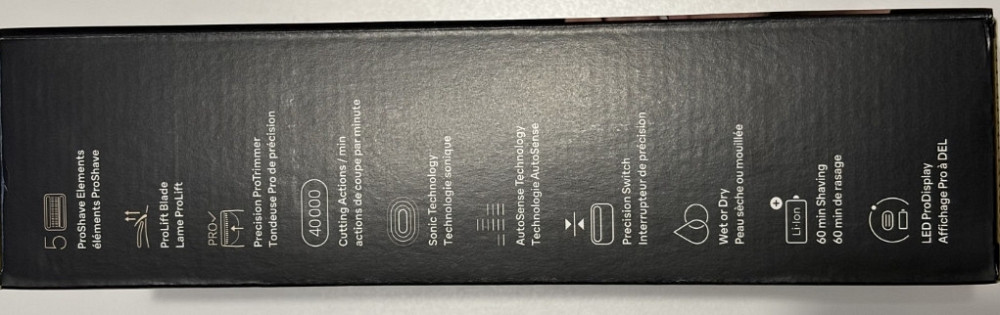 5
ProShave Elements
éléments ProShave
ProLift Blade
Lame ProLift
PRO
Precision ProTrimmer
Tondeuse Pro de précision
40000
Cutting Actions / min
actions de coupe par minute
Sonic Technology
Technologie sonique
AutoSense Technology
Technologie AutoSense
Precision Switch
Interrupteur de précision
Wet or Dry
Peau sèche ou mouillée
Li-Ion
60 min Shaving
60 min de rasage
LED ProDisplay
Affichage Pro à DEL